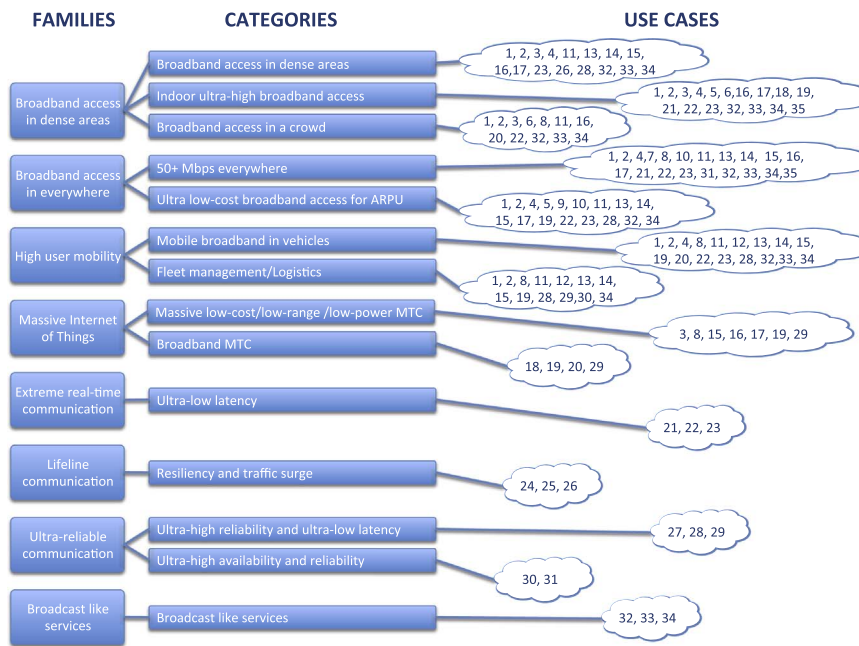 FAMILIES
CATEGORIES
USE CASES
Broadband access
in dense areas
Broadband access in dense areas
1, 2, 3, 4, 11, 13, 14, 15,
16,17, 23, 26, 28, 32, 33, 34
Indoor ultra-high broadband access
1, 2, 3, 4, 5, 6,16, 17,18, 19,
21, 22, 23, 32, 33, 34, 35
Broadband access in a crowd
1, 2, 3, 6, 8, 11, 16,
20, 22, 32, 33, 34
Broadband access
in everywhere
50+ Mbps everywhere
1, 2, 4,7, 8, 10, 11, 13, 14, 15, 16,
17, 21, 22, 23, 31, 32, 33, 34,35
Ultra low-cost broadband access for ARPU
1, 2, 4, 5, 9, 10, 11, 13, 14,
15, 17, 19, 22, 23, 28, 32, 34
High user mobility
Mobile broadband in vehicles
1, 2, 4, 8, 11, 12, 13, 14, 15,
19, 20, 22, 23, 28, 32,33, 34
Fleet management/Logistics
1, 2, 8, 11, 12, 13, 14,
15, 19, 28, 29,30, 34
Massive Internet
of Things
Massive low-cost/low-range /low-power MTC
3, 8, 15, 16, 17, 19, 29
Broadband MTC
18, 19, 20, 29
Extreme real-time
communication
Ultra-low latency
21, 22, 23
Lifeline
communication
Resiliency and traffic surge
24, 25, 26
Ultra-reliable
communication
Ultra-high reliability and ultra-low latency
27, 28, 29
Ultra-high availability and reliability
30, 31
Broadcast like
services
Broadcast like services
32, 33, 34